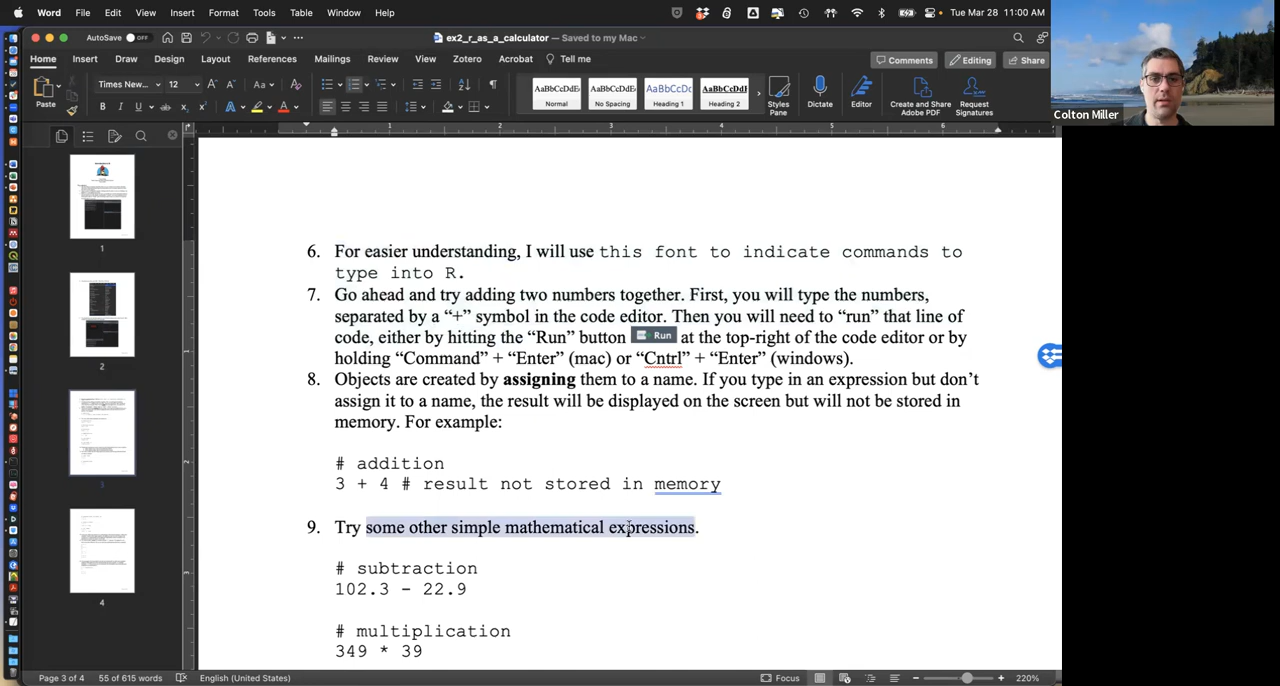 Word File Edit View Insert Format Tools Table Window Help Tue Mar 28 11:00 AM
AutoSave OFF ex2_r_as_a_calculator — Saved to my Mac
Home Insert Draw Design Layout References Mailings Review View Zotero Acrobat Tell me Comments Editing Share
Paste Times New... 12 AaBbCcDdE Normal AaBbCcDdE No Spacing AaBbCcDc Heading 1 AaBbCcDdE Heading 2 Styles Pane Dictate Editor Create and Share Adobe PDF Request Signatures
Colton Miller
1
2
3
4
6. For easier understanding, I will use this font to indicate commands to
type into R.
7. Go ahead and try adding two numbers together. First, you will type the numbers,
separated by a “+” symbol in the code editor. Then you will need to “run” that line of
code, either by hitting the “Run” button Run at the top-right of the code editor or by
holding “Command” + “Enter” (mac) or “Cntrl” + “Enter” (windows).
8. Objects are created by assigning them to a name. If you type in an expression but don’t
assign it to a name, the result will be displayed on the screen but will not be stored in
memory. For example:
# addition
3 + 4 # result not stored in memory
9. Try some other simple mathematical expressions.
# subtraction
102.3 - 22.9
# multiplication
349 * 39
Page 3 of 4 55 of 615 words English (United States) Focus 220%